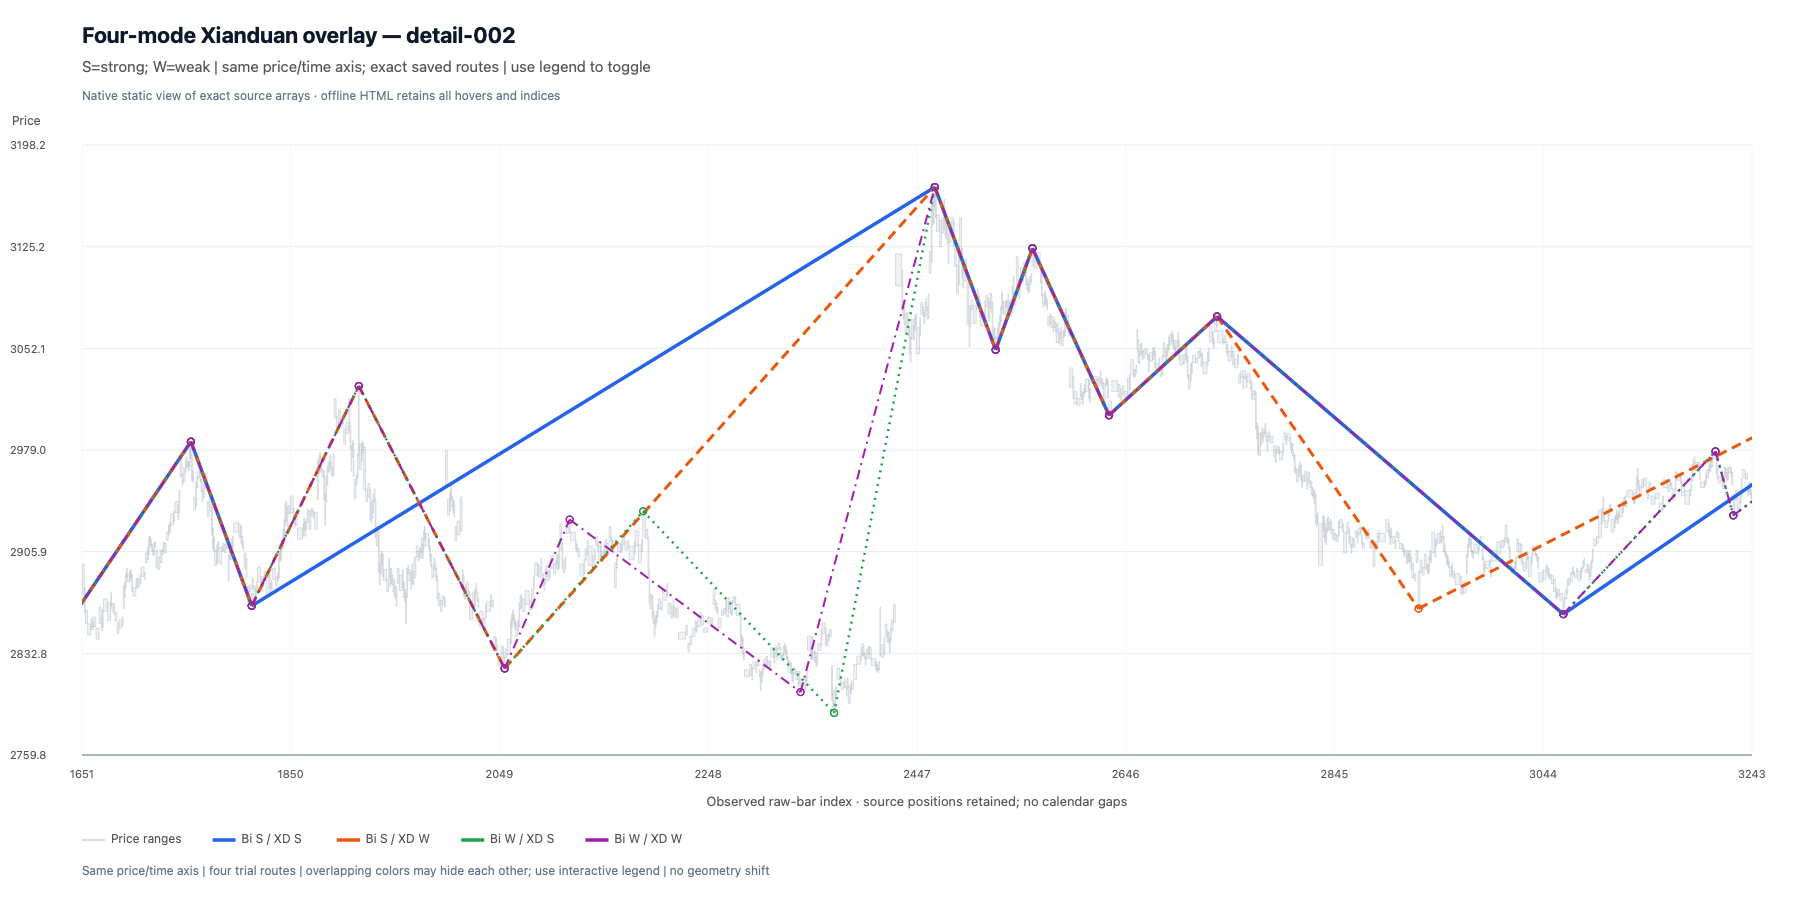 Four-mode Xianduan overlay — detail-002
S=strong; W=weak | same price/time axis; exact saved routes | use legend to toggle
Native static view of exact source arrays · offline HTML retains all hovers and indices
Price
3198.2
3125.2
3052.1
2979.0
2905.9
2832.8
2759.8
1651 1850 2049 2248 2447 2646 2845 3044 3243
Observed raw-bar index · source positions retained; no calendar gaps
Price ranges Bi S / XD S Bi S / XD W Bi W / XD S Bi W / XD W
Same price/time axis | four trial routes | overlapping colors may hide each other; use interactive legend | no geometry shift